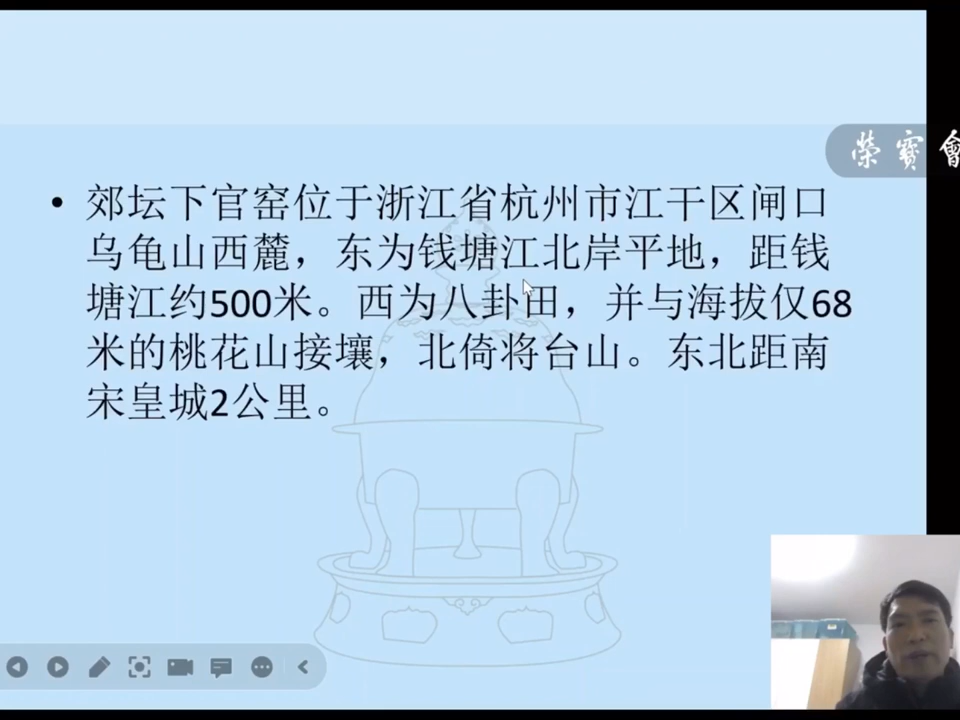 榮寶會
• 郊坛下官窑位于浙江省杭州市江干区闸口
乌龟山西麓，东为钱塘江北岸平地，距钱
塘江约500米。西为八卦田，并与海拔仅68
米的桃花山接壤，北倚将台山。东北距南
宋皇城2公里。